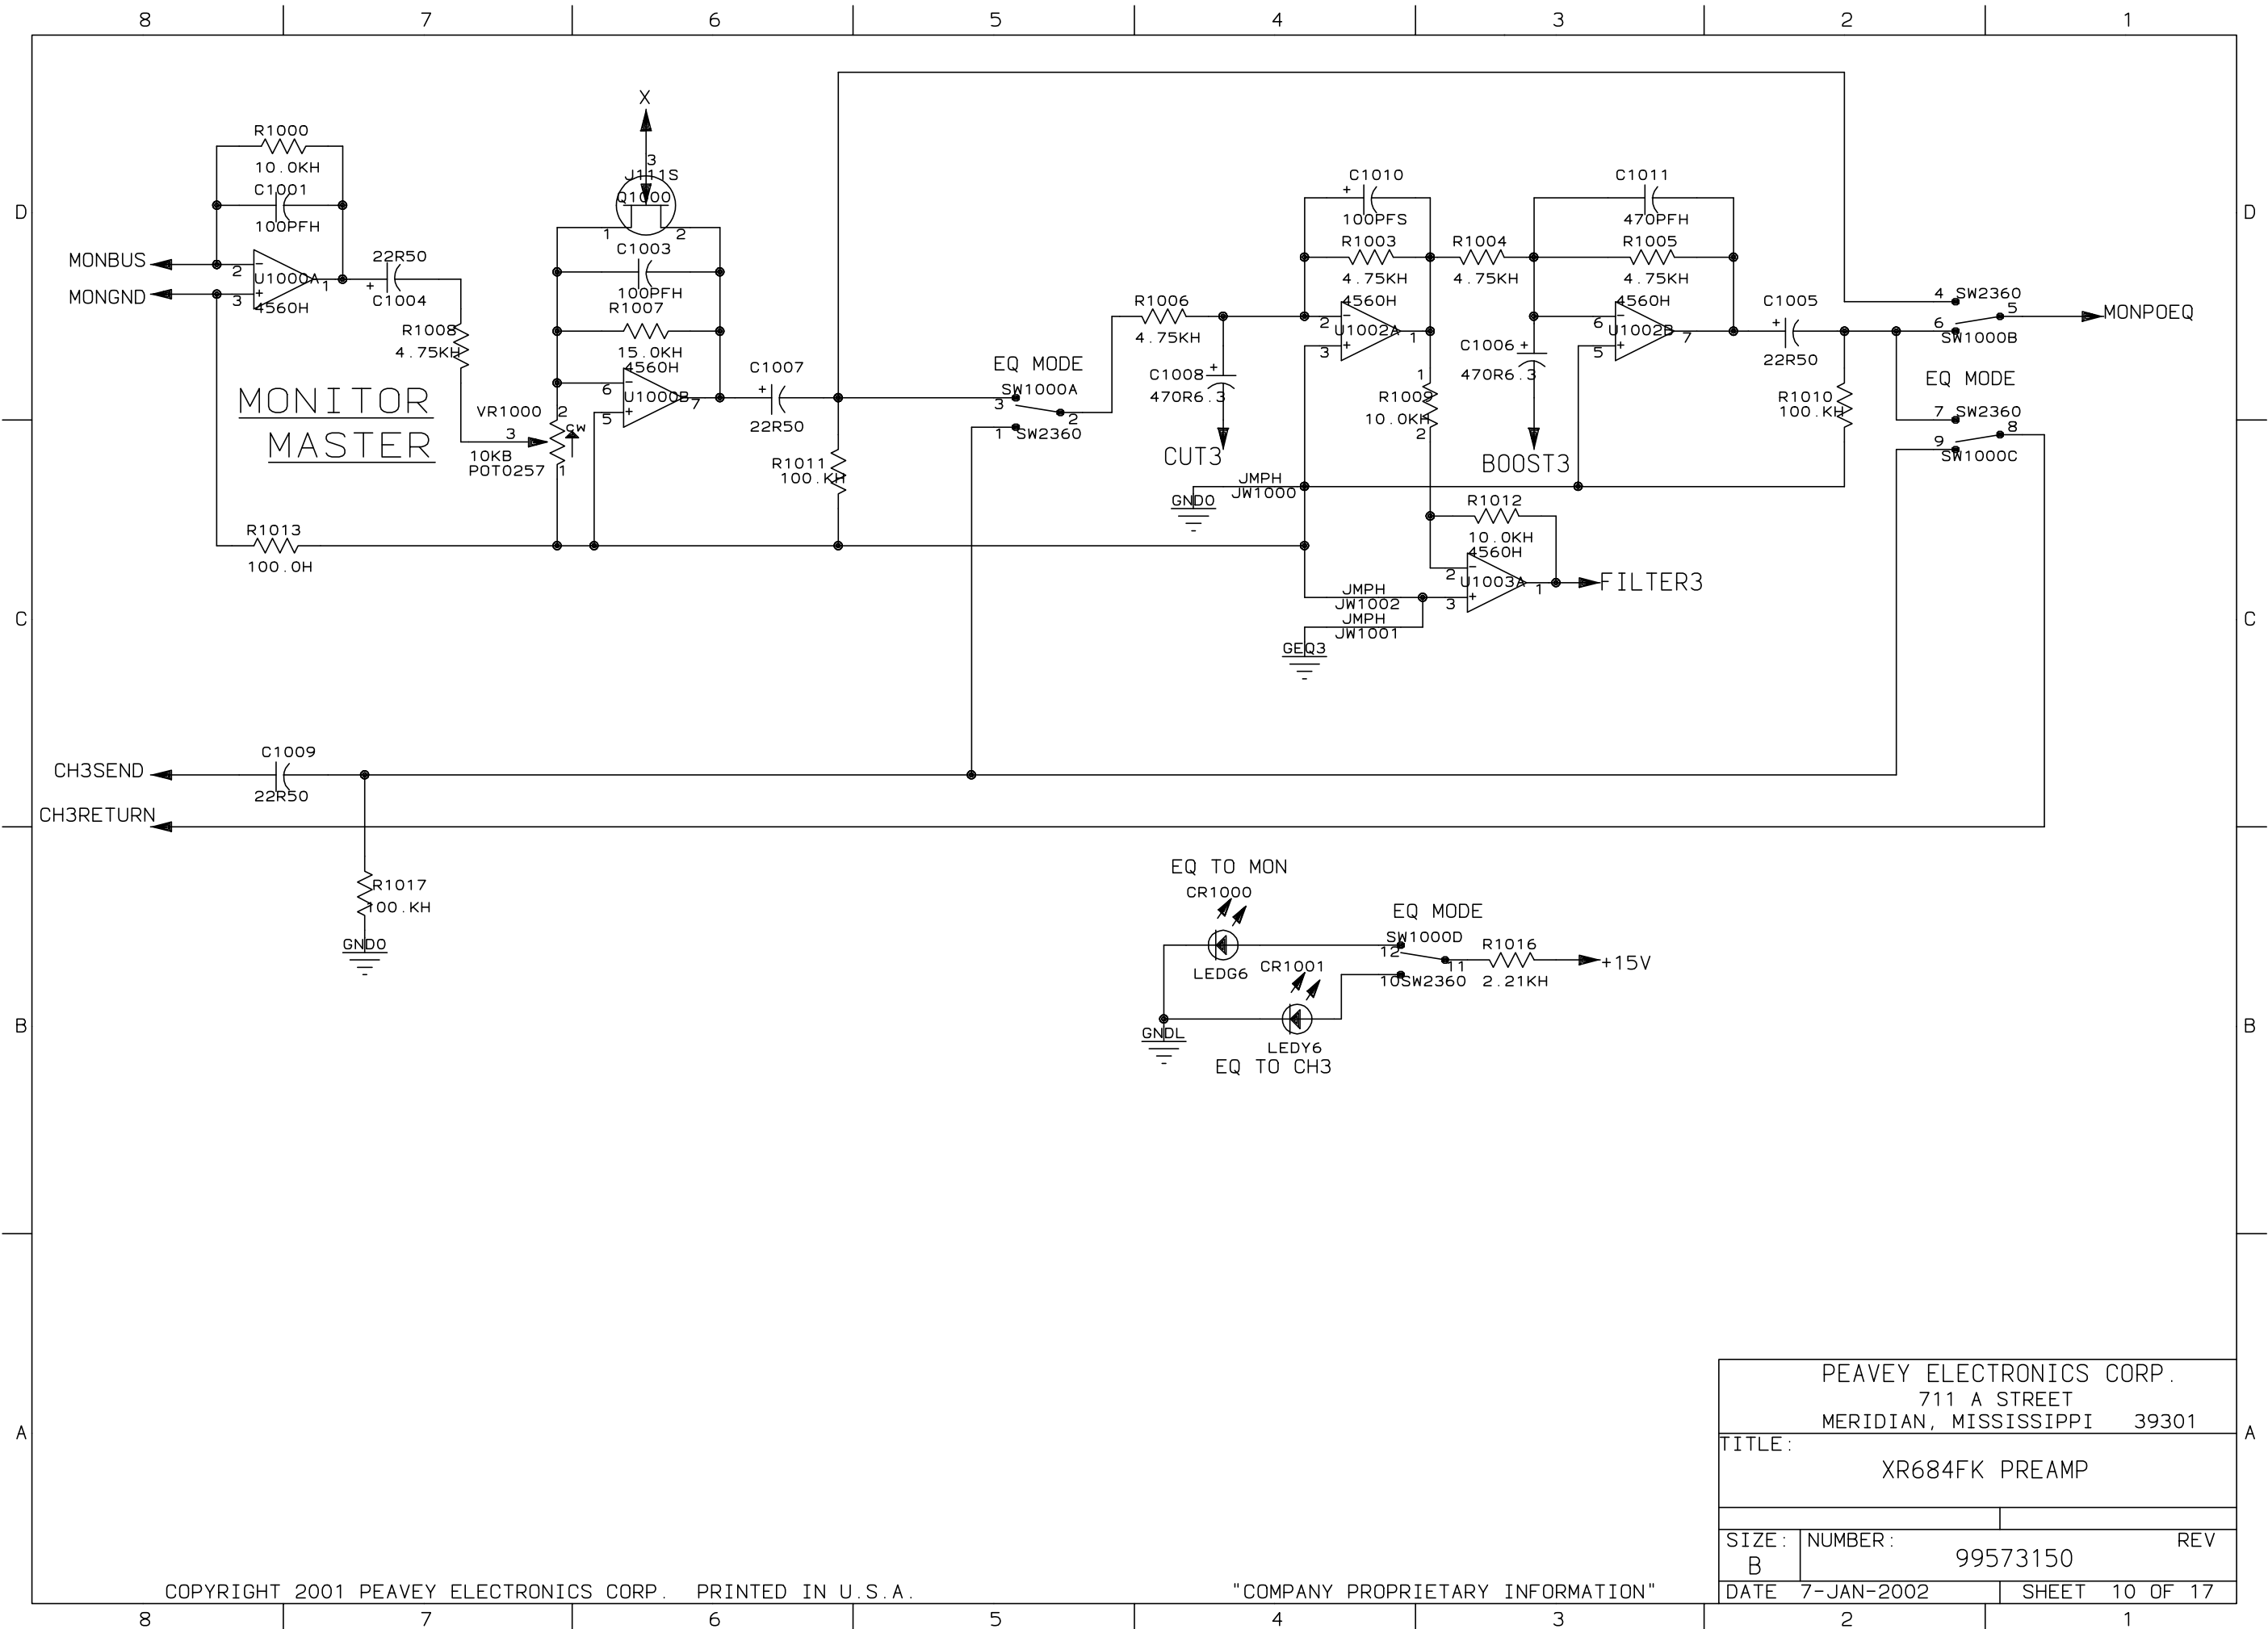 8 7 6 5 4 3 2 1
D
D
C
C
B
B
A
A
X
R1000
10.0KH
C1001
100PFH
MONBUS
MONGND
2
3
U1000A
1
4560H
22R50
C1004
R1008
4.75KH
MONITOR
MASTER
VR1000
2
3
CW
10KB
POT0257
1
3
J111S
Q1000
1
2
C1003
100PFH
R1007
15.0KH
4560H
6
5
U1000B
7
C1007
22R50
R1011
100.KH
R1013
100.0H
EQ MODE
SW1000A
3
2
1
SW2360
R1006
4.75KH
C1008
470R6.3
CUT3
C1010
100PFS
R1003
4.75KH
4560H
2
3
U1002A
1
R1004
4.75KH
C1011
470PFH
R1005
4.75KH
4560H
6
5
U1002B
7
C1006
470R6.3
BOOST3
1
R1009
10.0KH
2
C1005
22R50
R1010
100.KH
4
SW2360
5
6
SW1000B
MONPOEQ
EQ MODE
7
SW2360
8
9
SW1000C
GND0
JMPH
JW1000
R1012
10.0KH
4560H
2
3
U1003A
1
FILTER3
JMPH
JW1002
JMPH
JW1001
GEQ3
CH3SEND
C1009
22R50
CH3RETURN
R1017
100.KH
GND0
EQ TO MON
CR1000
LEDG6
CR1001
LEDY6
EQ TO CH3
GNDL
EQ MODE
SW1000D
12
11
10
SW2360
R1016
2.21KH
+15V
PEAVEY ELECTRONICS CORP.
711 A STREET
MERIDIAN, MISSISSIPPI 39301
TITLE:
XR684FK PREAMP
SIZE:
B
NUMBER:
99573150
REV
DATE 7-JAN-2002
SHEET 10 OF 17
COPYRIGHT 2001 PEAVEY ELECTRONICS CORP. PRINTED IN U.S.A.
"COMPANY PROPRIETARY INFORMATION"
8 7 6 5 4 3 2 1